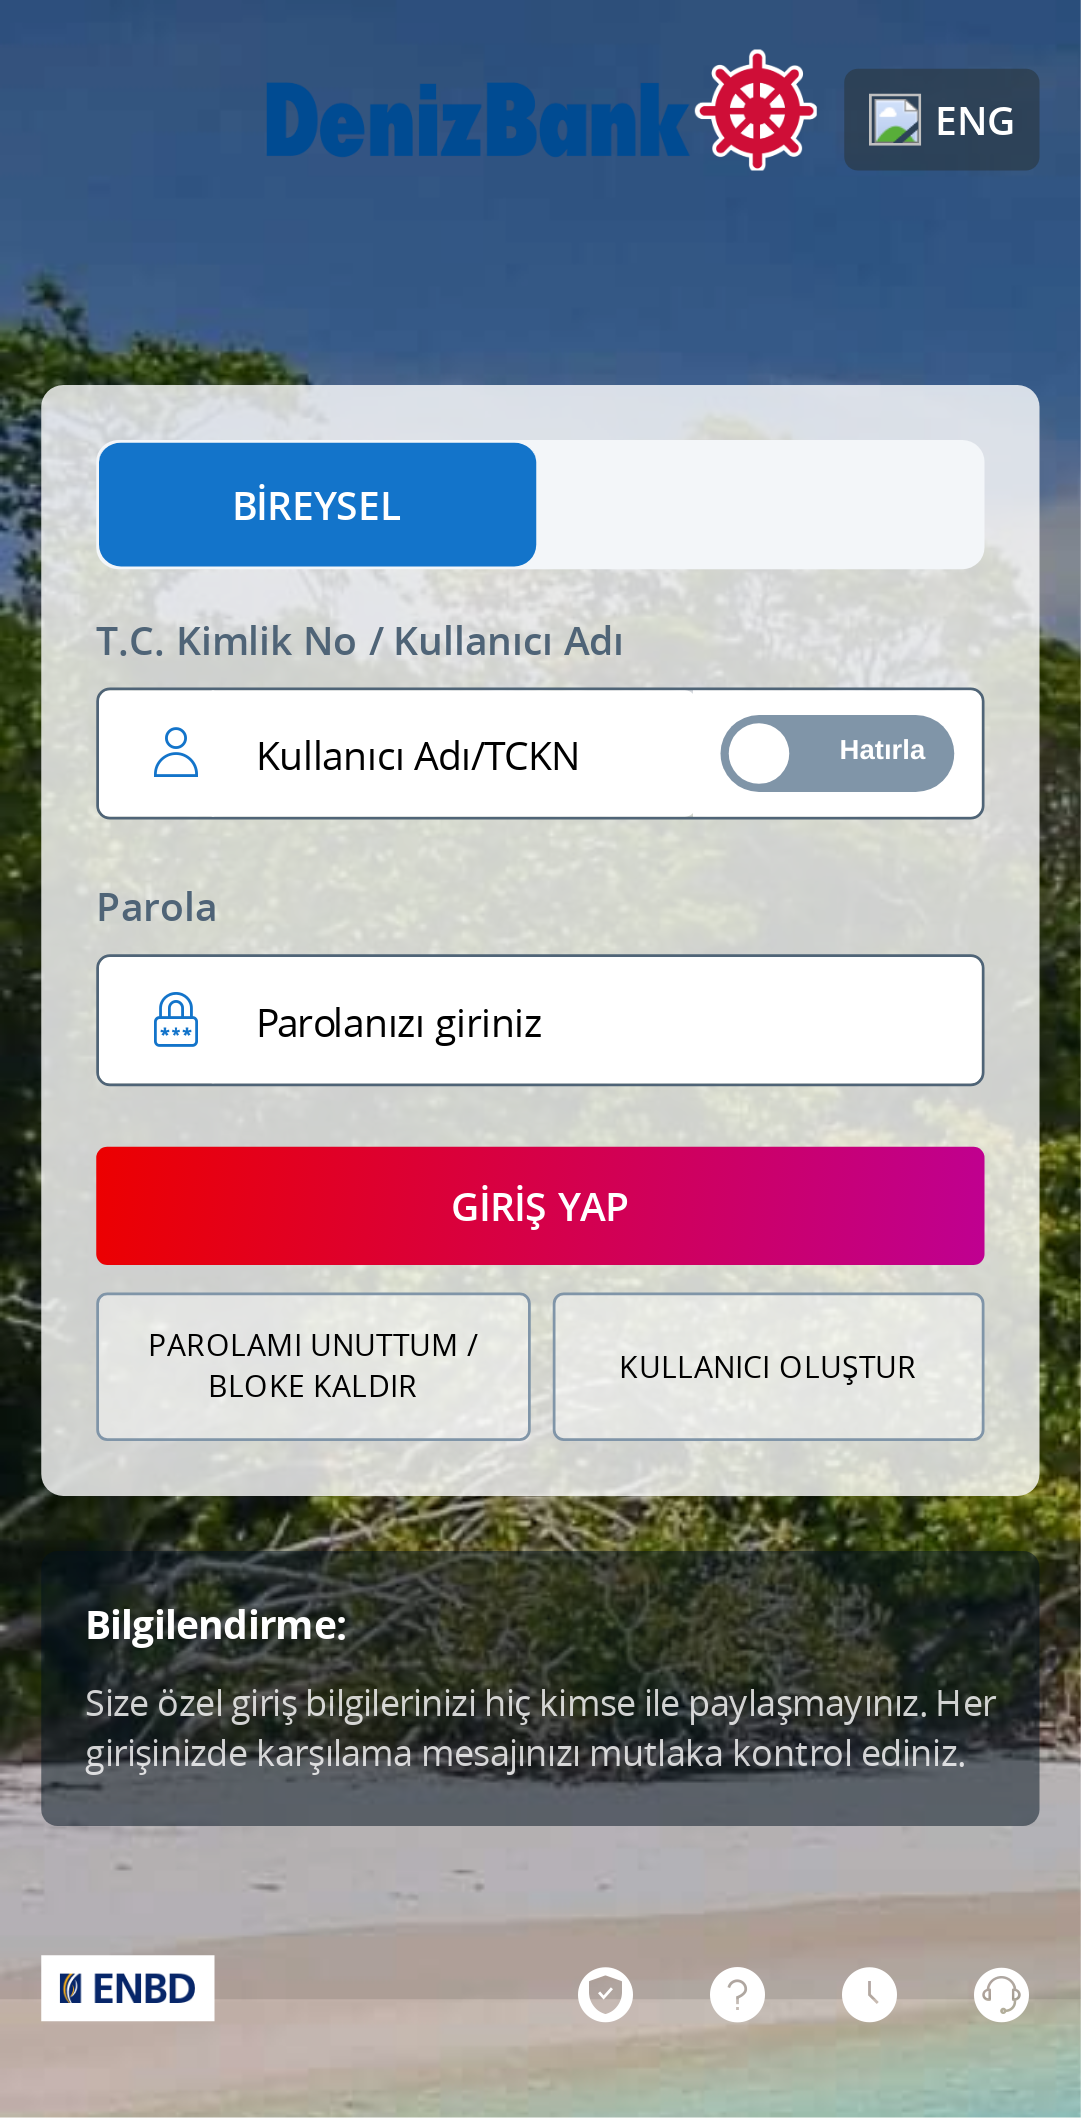 DenizBank
ENG
BİREYSEL
T.C. Kimlik No / Kullanıcı Adı
Kullanıcı Adı/TCKN
Hatırla
Parola
***
Parolanızı giriniz
GİRİŞ YAP
PAROLAMI UNUTTUM /
BLOKE KALDIR
KULLANICI OLUŞTUR
Bilgilendirme:
Size özel giriş bilgilerinizi hiç kimse ile paylaşmayınız. Her
girişinizde karşılama mesajınızı mutlaka kontrol ediniz.
ENBD